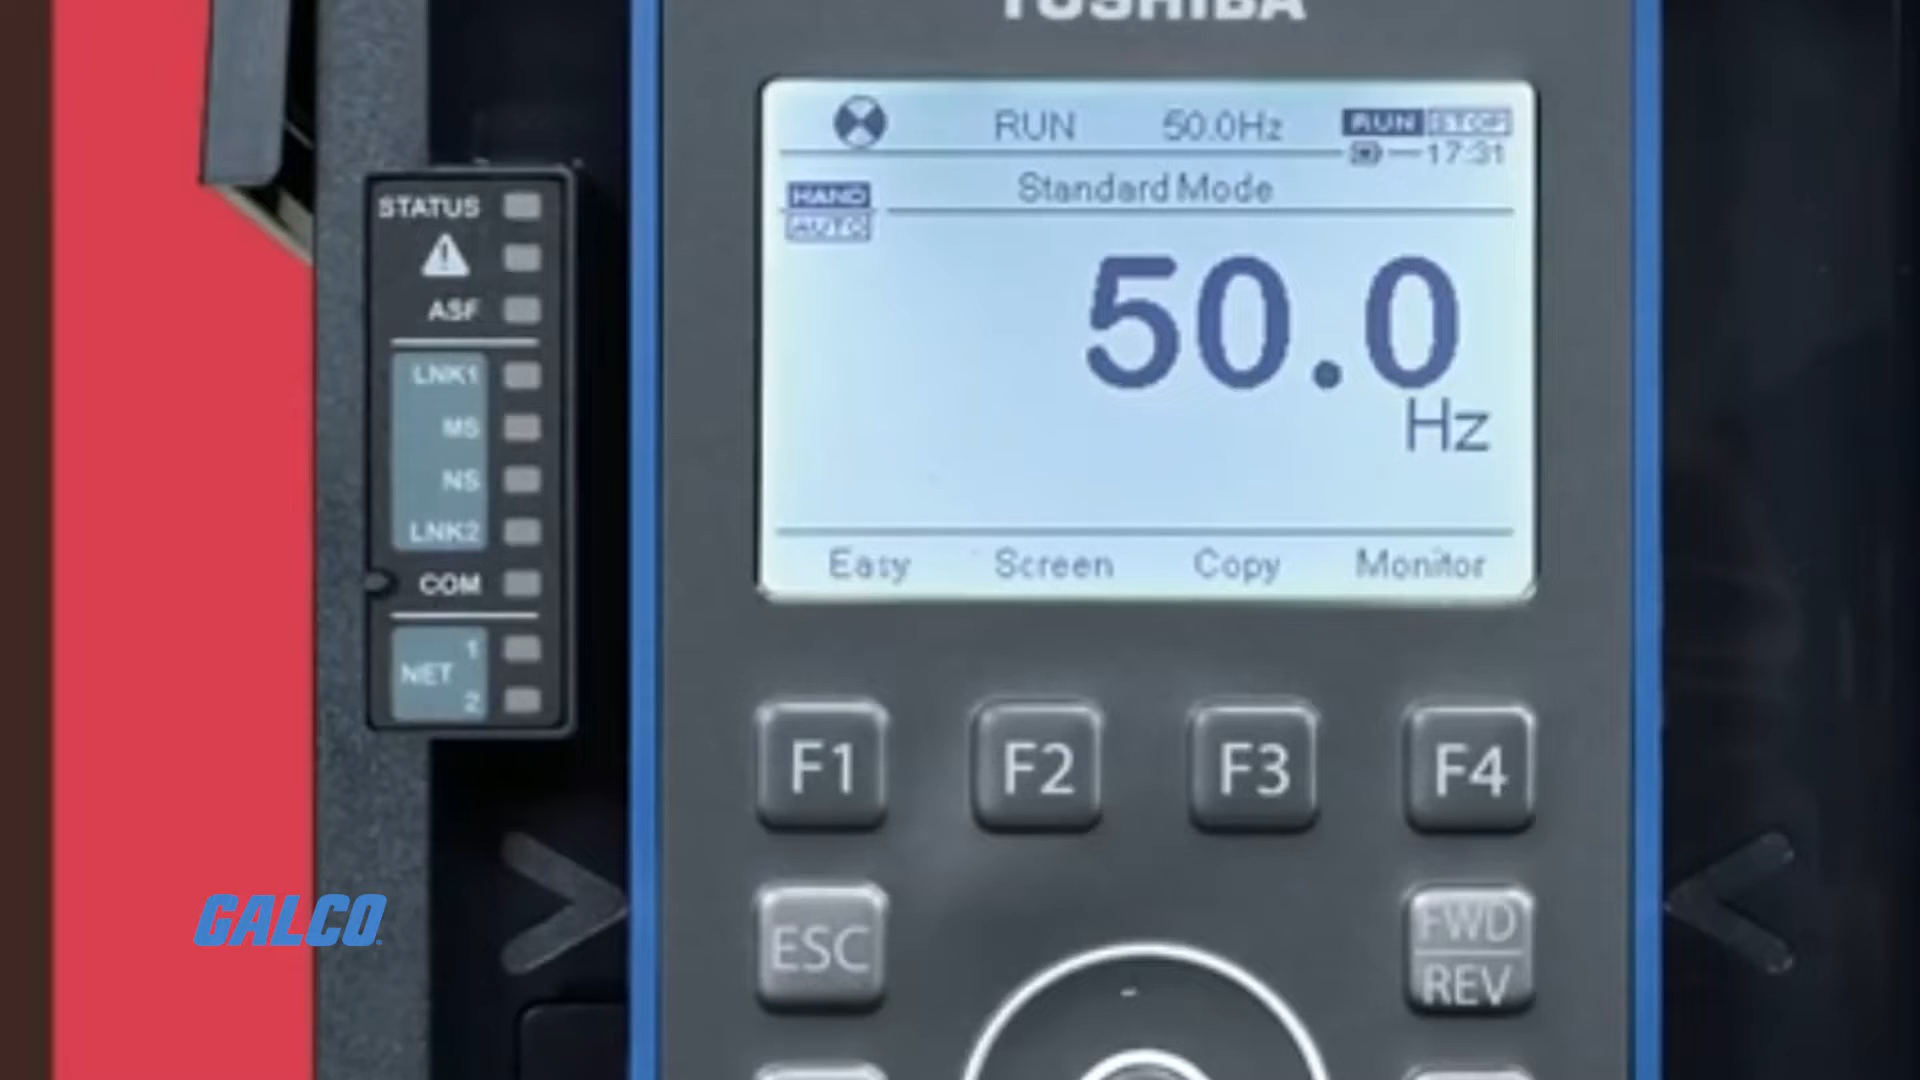 TOSHIBA
RUN 50.0Hz RUN STOP
17:31
HAND Standard Mode
AUTO
50.0
Hz
Easy Screen Copy Monitor
STATUS
ASF
LNK1
MS
NS
LNK2
COM
NET 1
2
F1 F2 F3 F4
ESC FWD
REV
GALCO